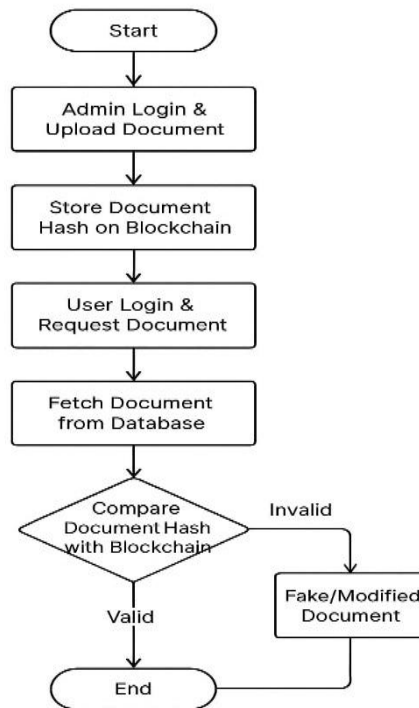 Start
Admin Login &
Upload Document
Store Document
Hash on Blockchain
User Login &
Request Document
Fetch Document
from Database
Compare
Document Hash
with Blockchain
Invalid
Fake/Modified
Document
Valid
End